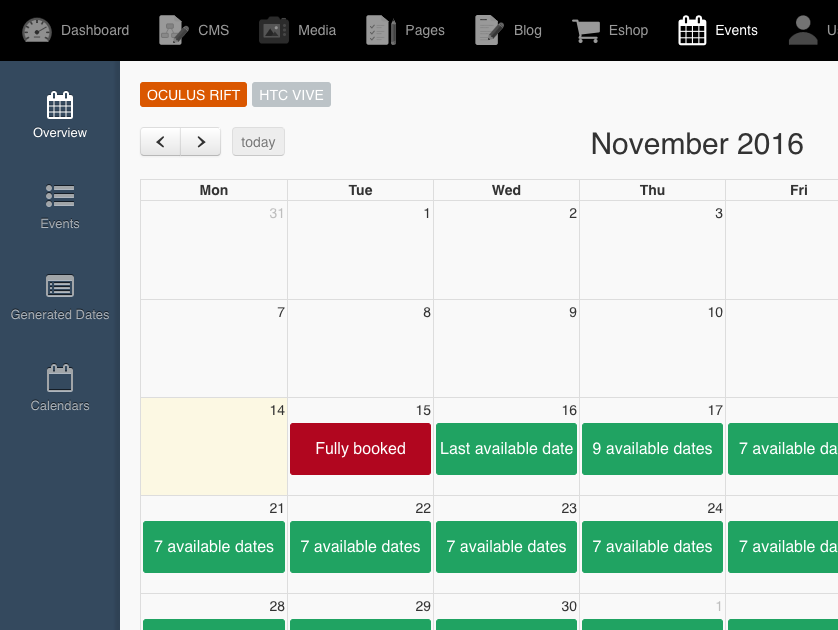 Dashboard CMS Media Pages Blog Eshop Events
OCULUS RIFT HTC VIVE
Overview
today
November 2016
Mon Tue Wed Thu Fri
31 1 2 3
Events
7 8 9 10
Generated Dates
Calendars
14 15 16 17
Fully booked Last available date 9 available dates 7 available da
21 22 23 24
7 available dates 7 available dates 7 available dates 7 available dates 7 available da
28 29 30 1